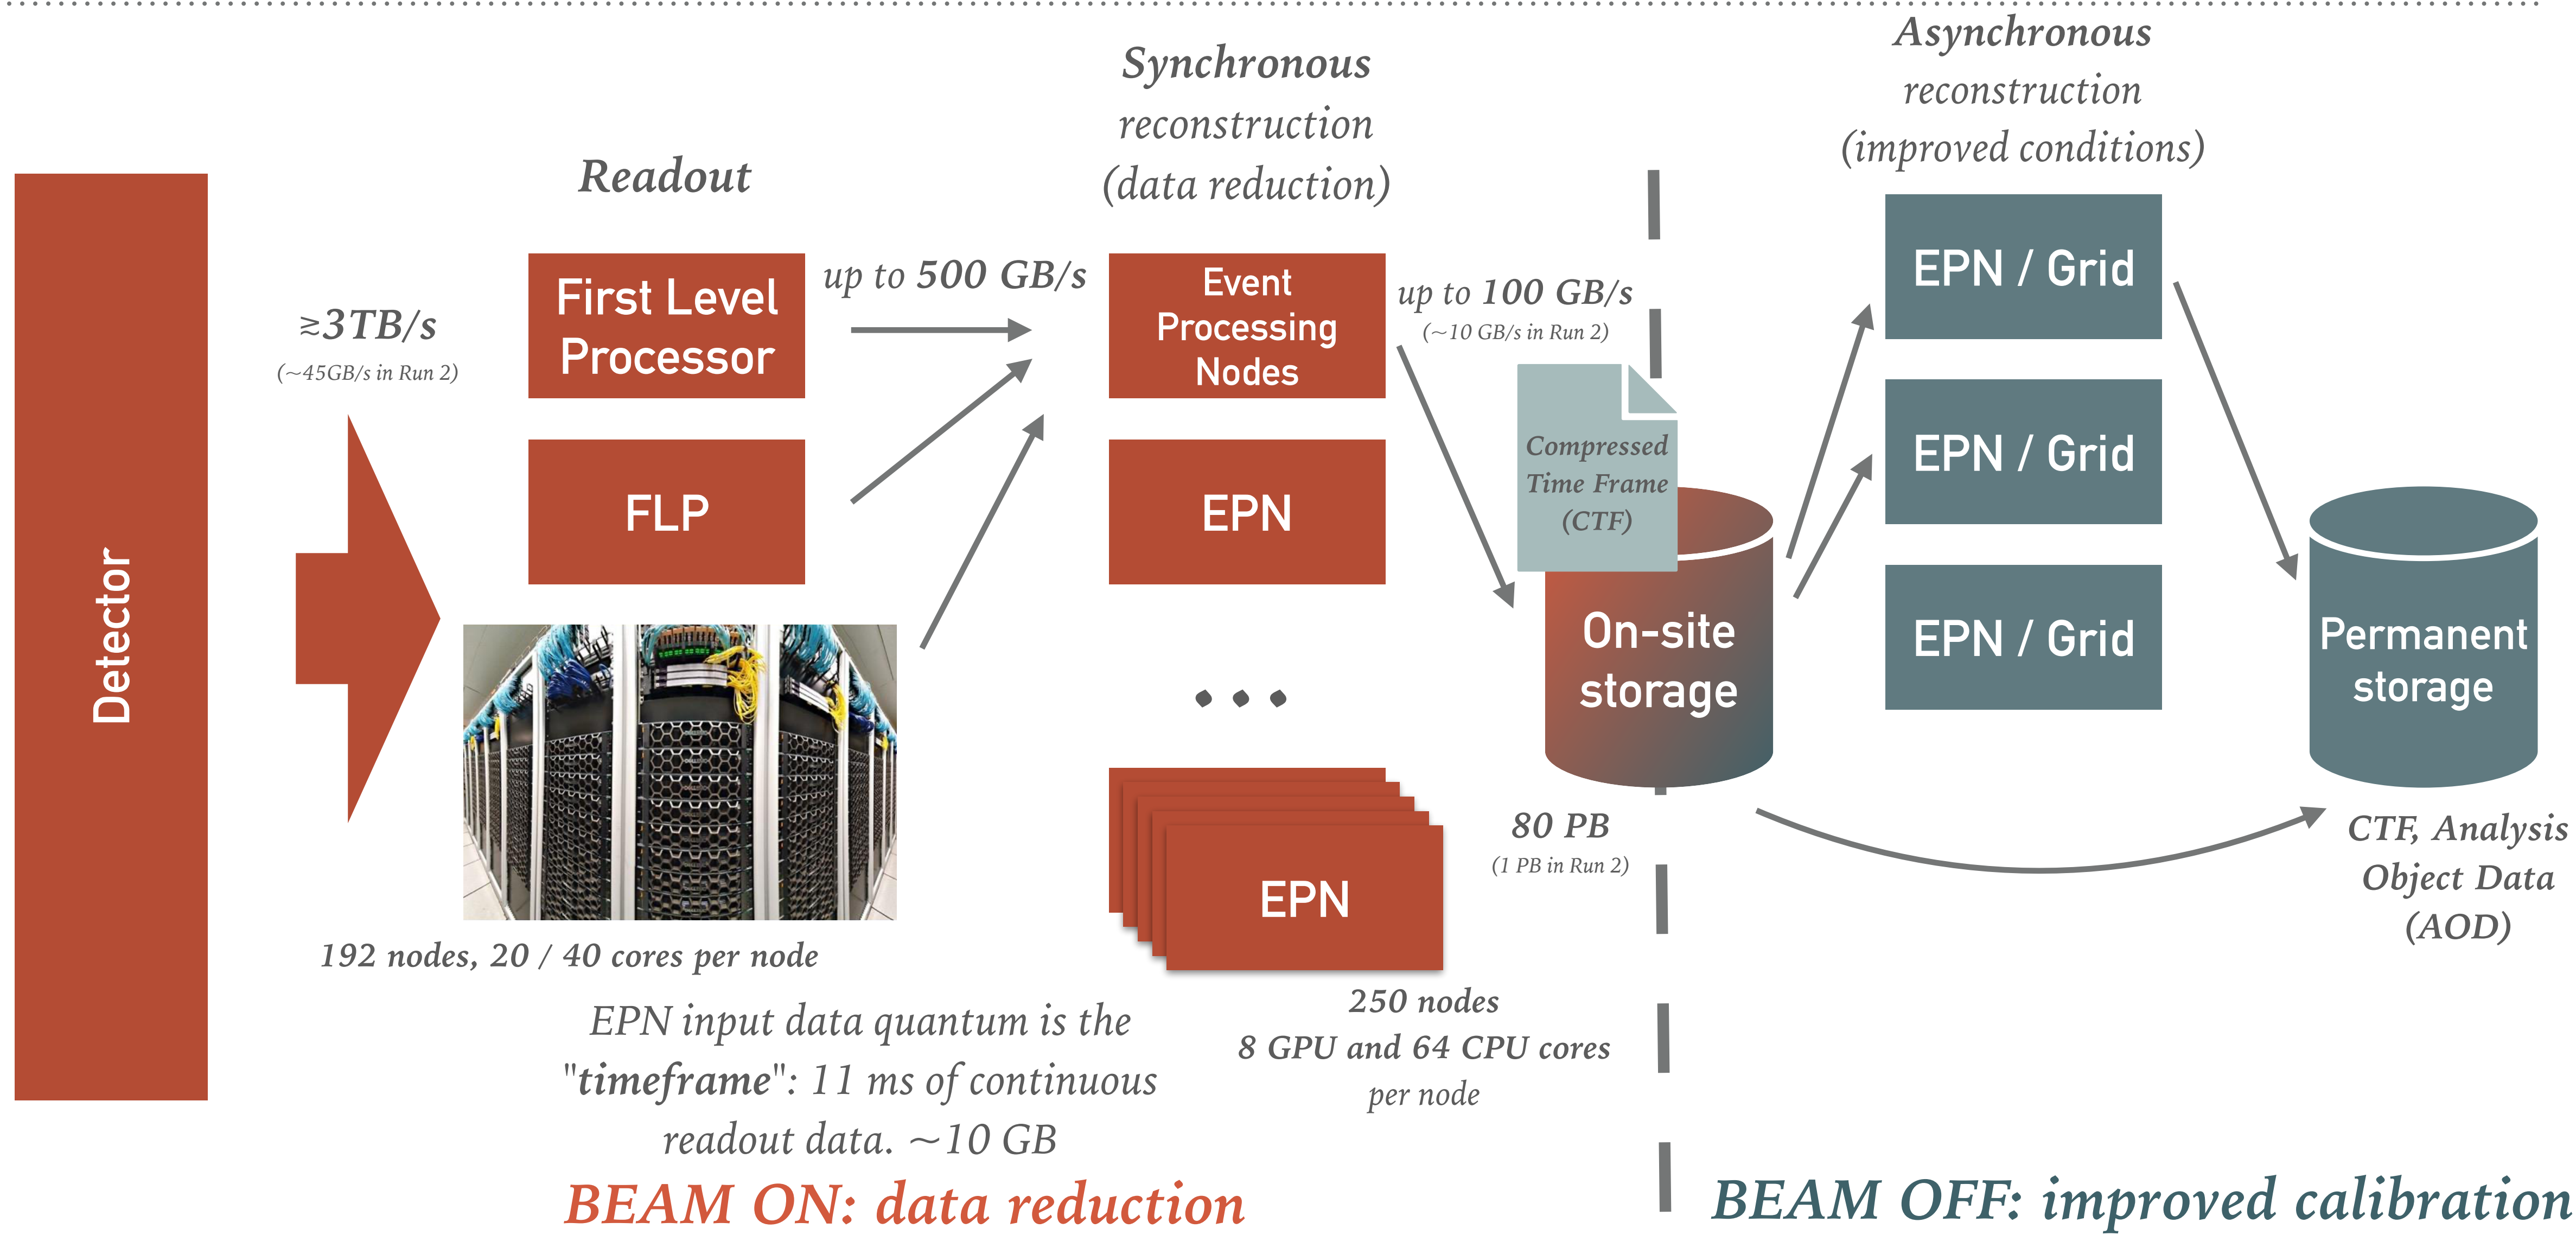 Detector
≳3TB/s
(~45GB/s in Run 2)
Readout
First Level
Processor
FLP
192 nodes, 20 / 40 cores per node
up to 500 GB/s
Synchronous
reconstruction
(data reduction)
Event
Processing
Nodes
EPN
EPN
250 nodes
8 GPU and 64 CPU cores
per node
EPN input data quantum is the
"timeframe": 11 ms of continuous
readout data. ~10 GB
BEAM ON: data reduction
up to 100 GB/s
(~10 GB/s in Run 2)
Compressed
Time Frame
(CTF)
On-site
storage
80 PB
(1 PB in Run 2)
Asynchronous
reconstruction
(improved conditions)
EPN / Grid
EPN / Grid
EPN / Grid
Permanent
storage
CTF, Analysis
Object Data
(AOD)
BEAM OFF: improved calibration